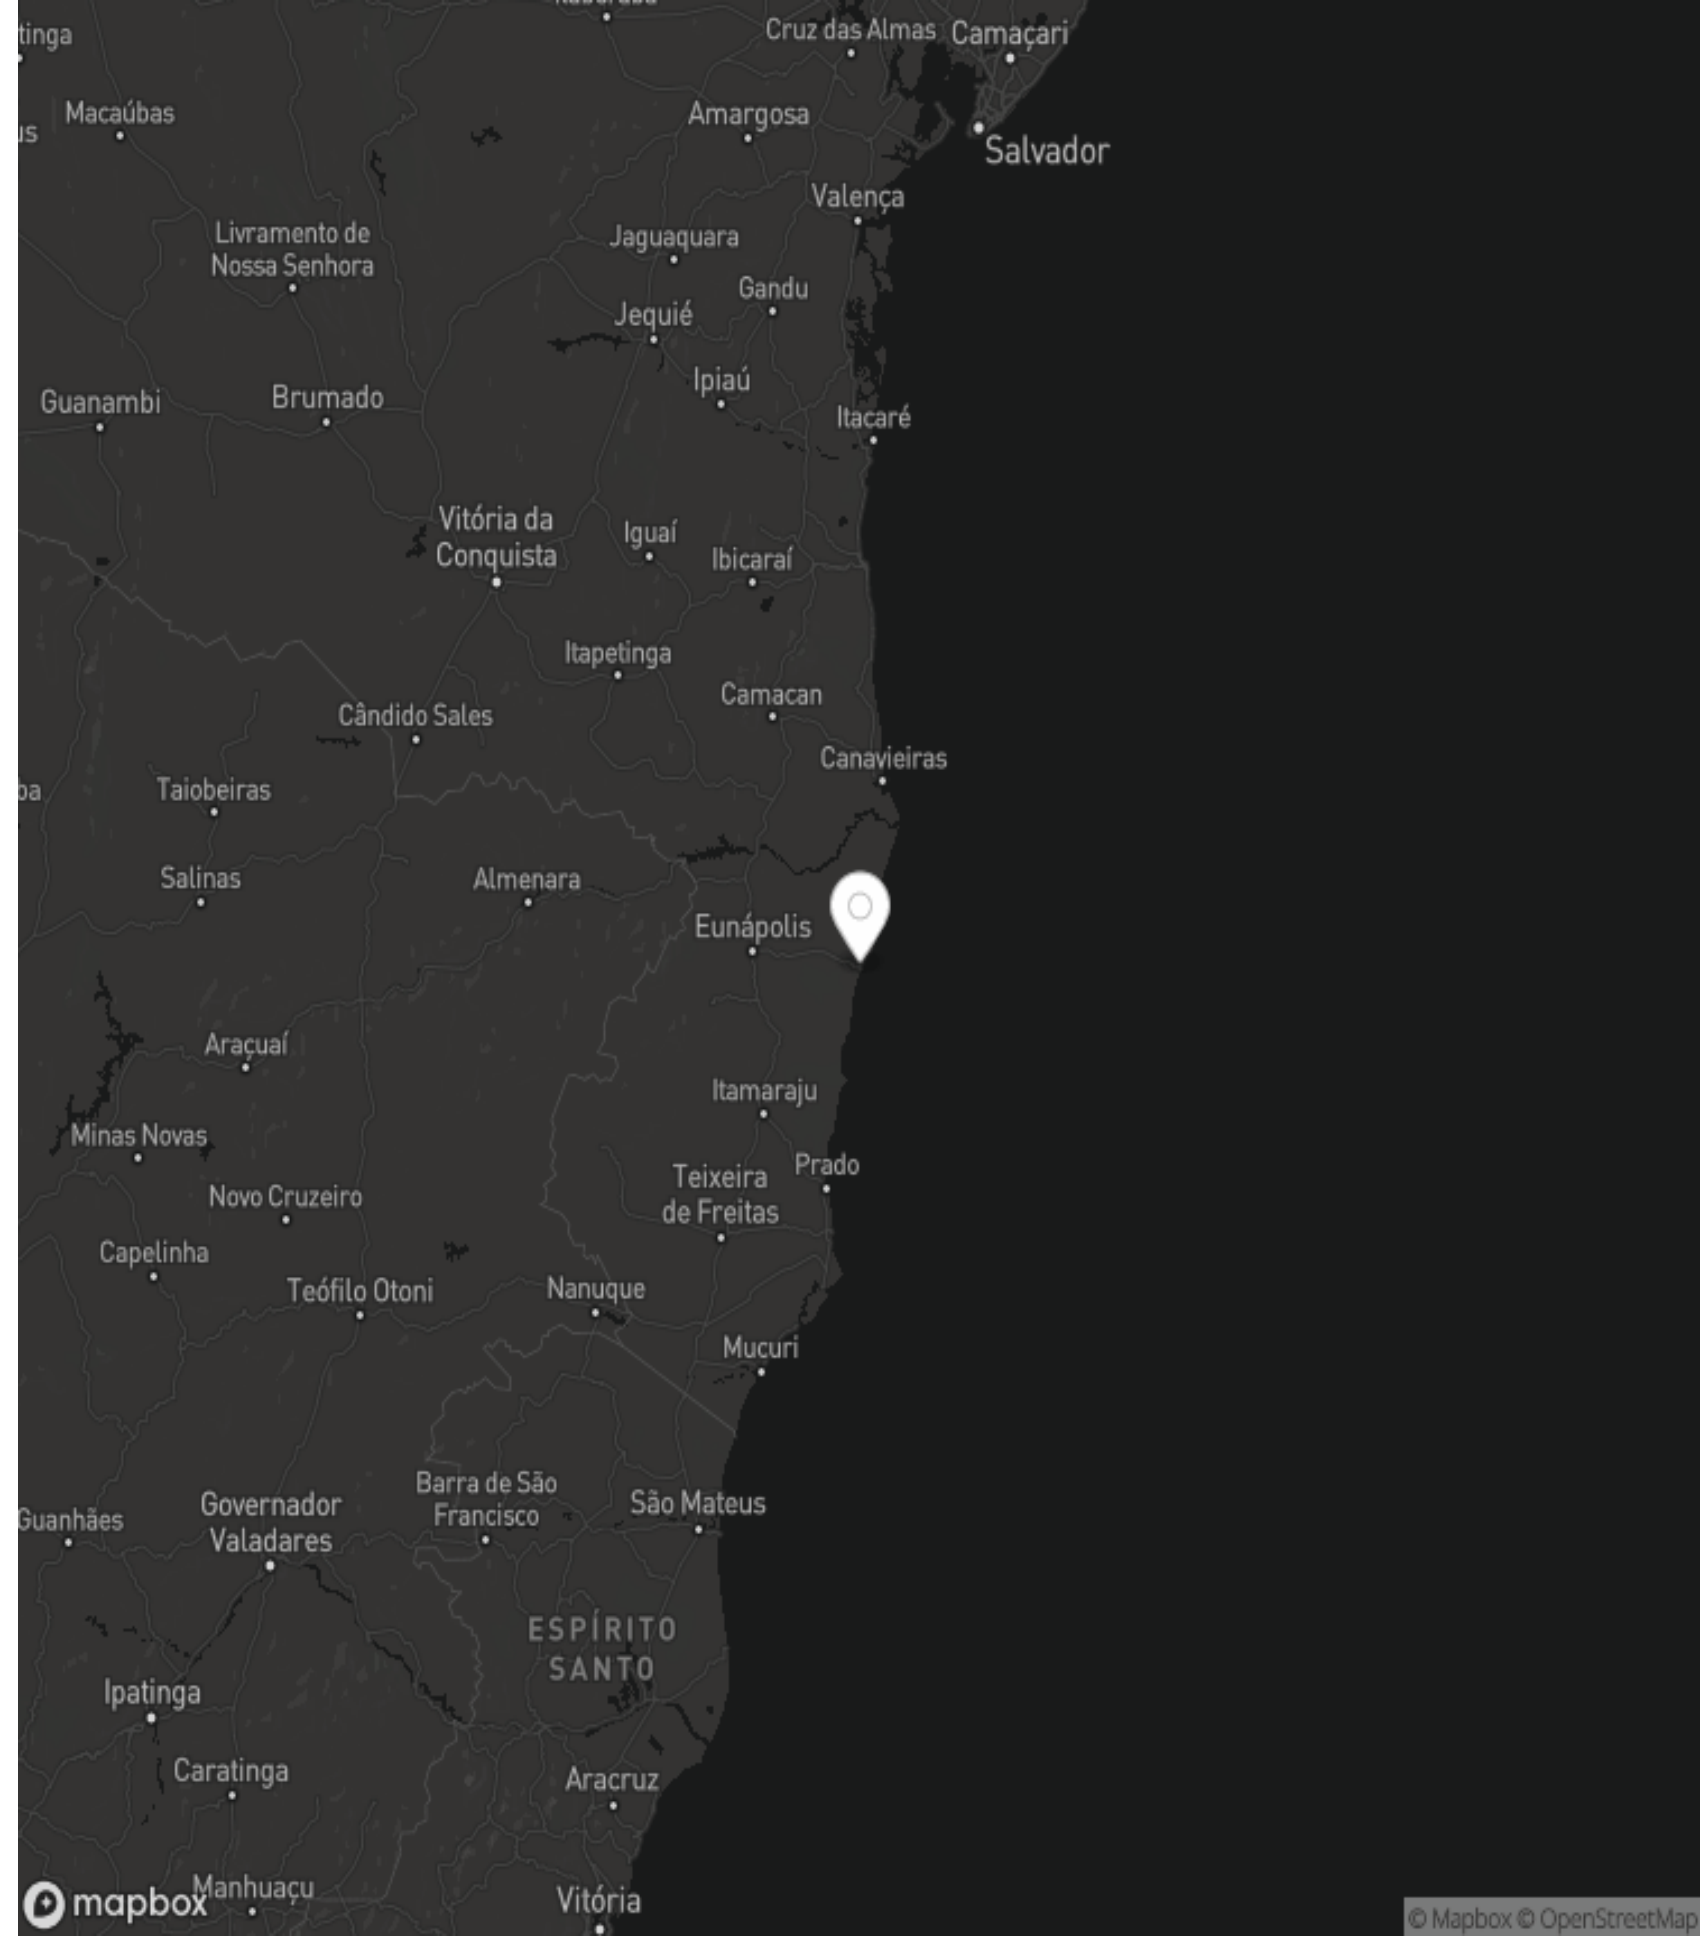 Cruz das Almas
Camaçari
tinga
Macaúbas
Amargosa
us
Salvador
Valença
Livramento de
Nossa Senhora
Jaguaquara
Gandu
Jequié
Ipiaú
Guanambi
Brumado
Itacaré
Vitória da
Conquista
Iguaí
Ibicaraí
Itapetinga
Camacan
Cândido Sales
Canavieiras
ba
Taiobeiras
Salinas
Almenara
Eunápolis
Araçuaí
Itamaraju
Minas Novas
Prado
Teixeira
de Freitas
Novo Cruzeiro
Capelinha
Teófilo Otoni
Nanuque
Mucuri
Barra de São
Francisco
São Mateus
Governador
Valadares
Guanhães
ESPÍRITO
SANTO
Ipatinga
Caratinga
Aracruz
Manhuaçu
Vitória
mapbox
© Mapbox © OpenStreetMap